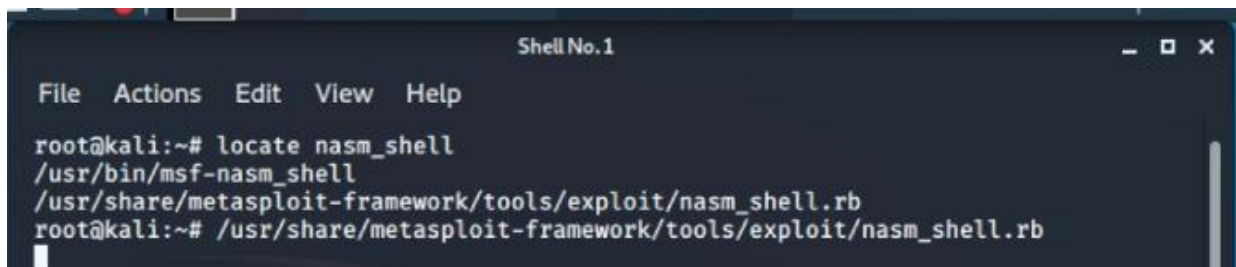 Shell No. 1
File Actions Edit View Help
root@kali:~# locate nasm_shell
/usr/bin/msf-nasm_shell
/usr/share/metasploit-framework/tools/exploit/nasm_shell.rb
root@kali:~# /usr/share/metasploit-framework/tools/exploit/nasm_shell.rb